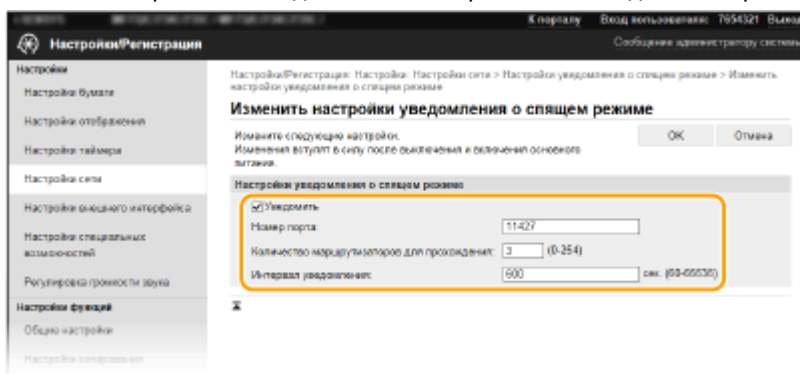 К порталу Вход пользователя: 7654321 Выход
Настройки/Регистрация
Сообщение администратору системы
Настройки
Настройки бумаги
Настройки отображения
Настройки таймера
Настройки сети
Настройки внешнего интерфейса
Настройки специальных
возможностей
Регулировка громкости звука
Настройки функций
Общие настройки
Настройки копирования
Настройки/Регистрация: Настройки: Настройки сети > Настройки уведомления о спящем режиме > Изменить
настройки уведомления о спящем режиме
Изменить настройки уведомления о спящем режиме
Измените следующие настройки.
Изменения вступят в силу после выключения и включения основного
питания.
OK Отмена
Настройки уведомления о спящем режиме
Уведомить
Номер порта: 11427
Количество маршрутизаторов для прохождения: 3 (0-254)
Интервал уведомления: 600 сек. (60-65535)